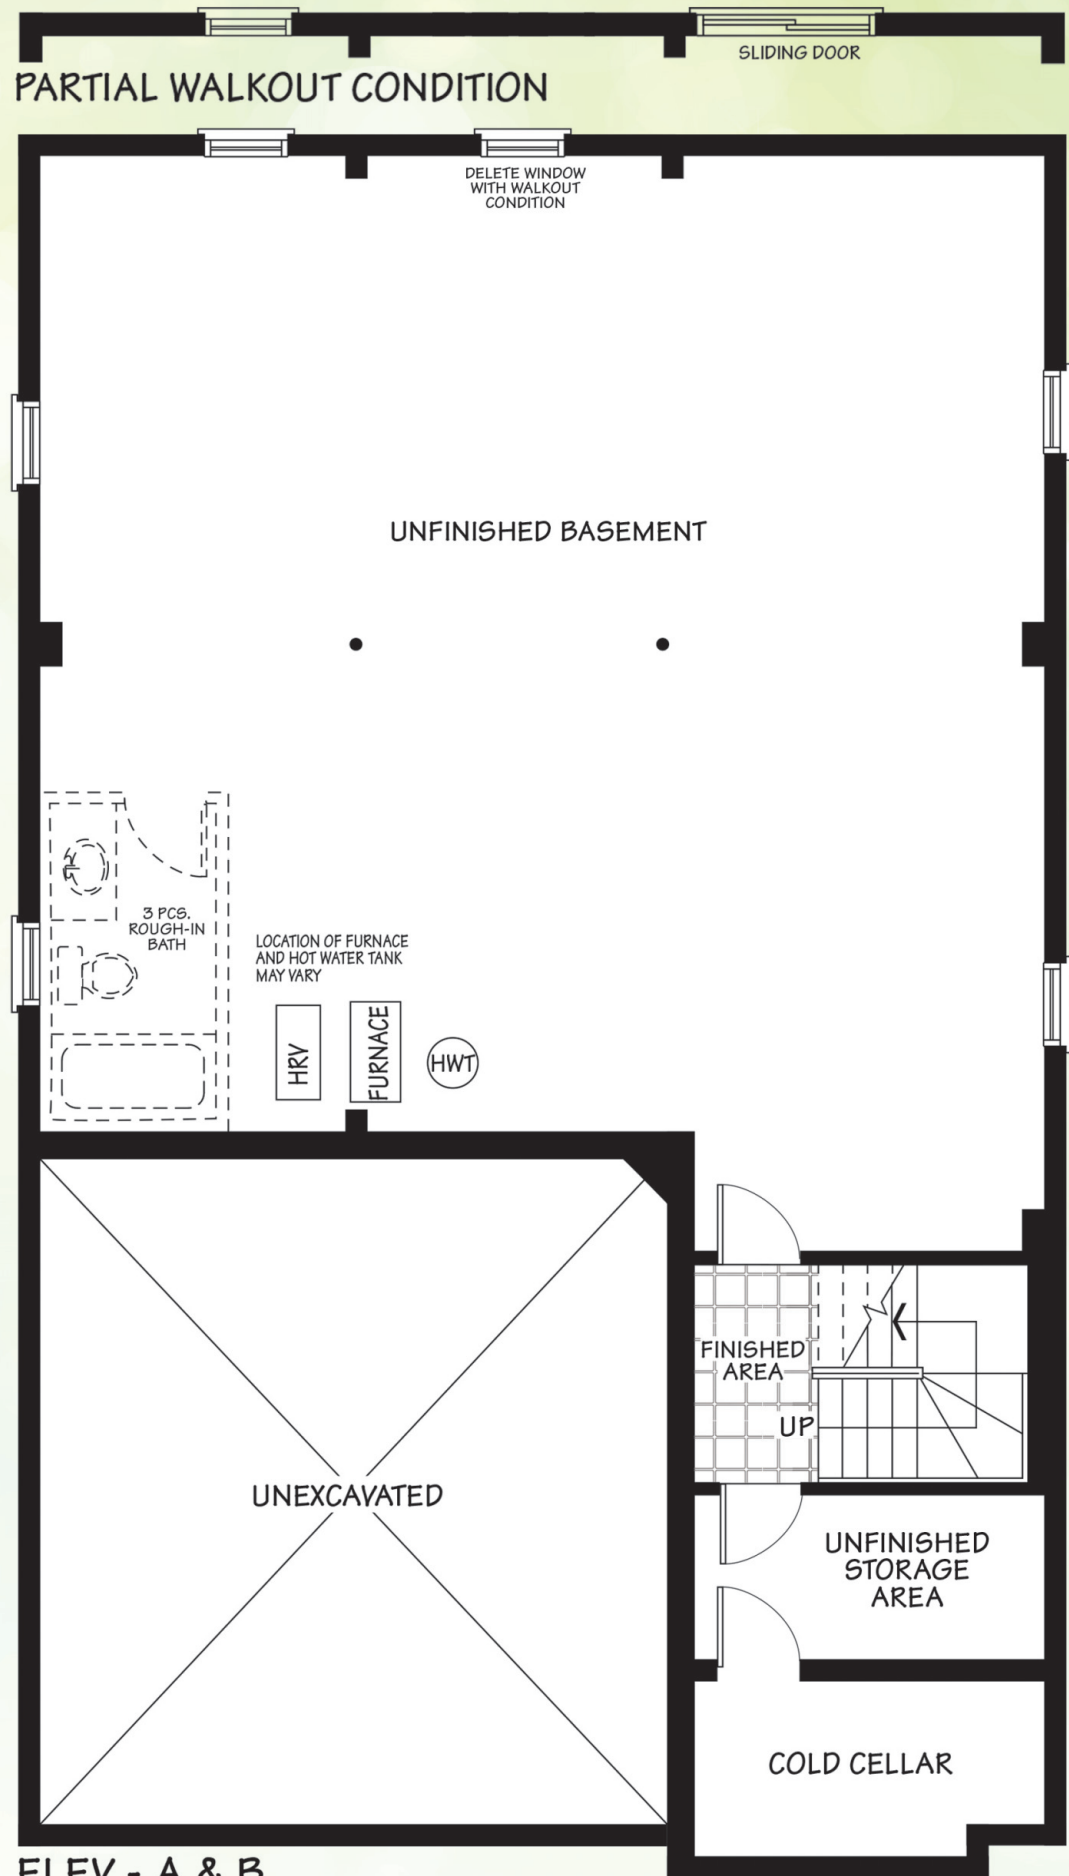 SLIDING DOOR
PARTIAL WALKOUT CONDITION
DELETE WINDOW
WITH WALKOUT
CONDITION
UNFINISHED BASEMENT
3 PCS.
ROUGH-IN
BATH
LOCATION OF FURNACE
AND HOT WATER TANK
MAY VARY
HRV
FURNACE
HWT
FINISHED
AREA
UP
UNEXCAVATED
UNFINISHED
STORAGE
AREA
COLD CELLAR
ELEV - A & B